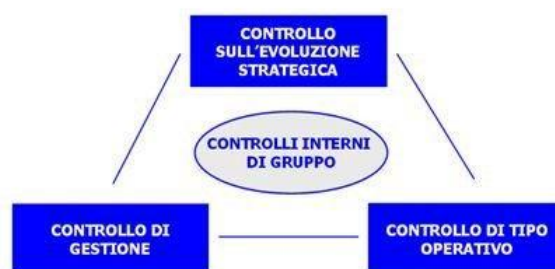 CONTROLLO
SULL'EVOLUZIONE
STRATEGICA
CONTROLLI INTERNI
DI GRUPPO
CONTROLLO DI
GESTIONE
CONTROLLO DI TIPO
OPERATIVO